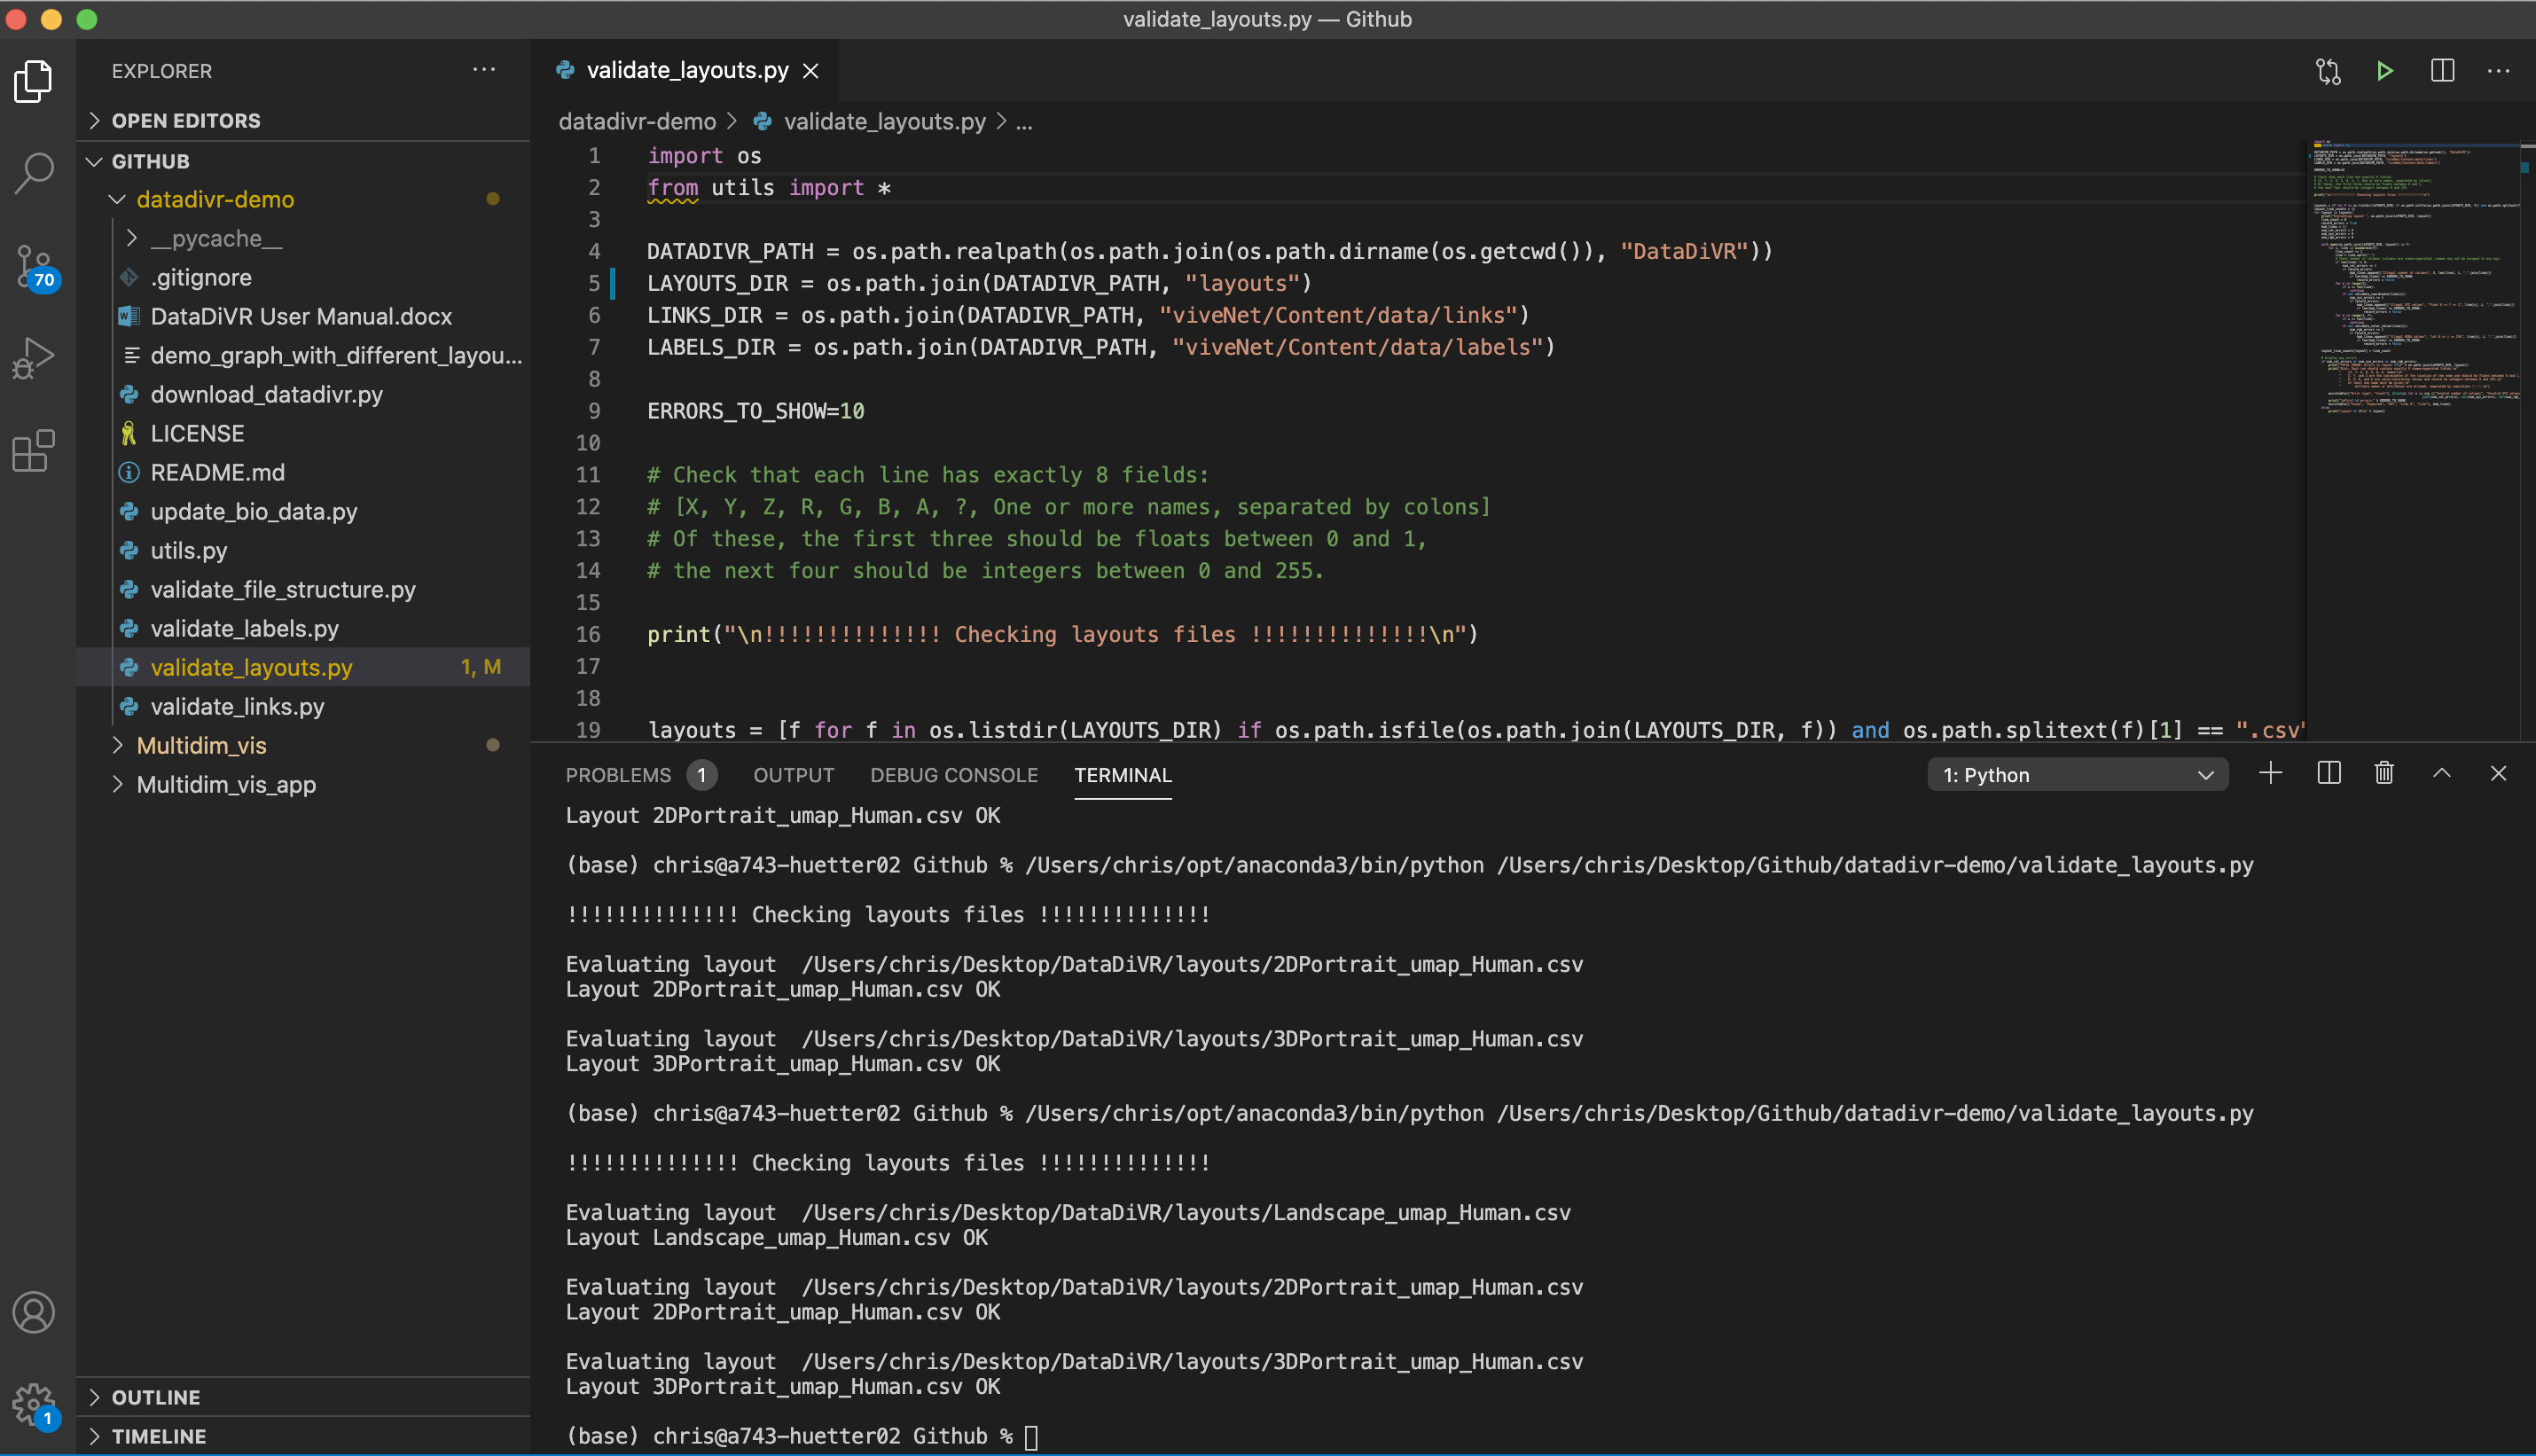 validate_layouts.py — Github
EXPLORER
OPEN EDITORS
GITHUB
datadivr-demo
__pycache__
.gitignore
DataDiVR User Manual.docx
demo_graph_with_different_layou...
download_datadivr.py
LICENSE
README.md
update_bio_data.py
utils.py
validate_file_structure.py
validate_labels.py
validate_layouts.py 1, M
validate_links.py
Multidim_vis
Multidim_vis_app
OUTLINE
TIMELINE
70
1
validate_layouts.py
datadivr-demo > validate_layouts.py > ...
1 import os
2 from utils import *
3
4 DATADIVR_PATH = os.path.realpath(os.path.join(os.path.dirname(os.getcwd()), "DataDiVR"))
5 LAYOUTS_DIR = os.path.join(DATADIVR_PATH, "layouts")
6 LINKS_DIR = os.path.join(DATADIVR_PATH, "viveNet/Content/data/links")
7 LABELS_DIR = os.path.join(DATADIVR_PATH, "viveNet/Content/data/labels")
8
9 ERRORS_TO_SHOW=10
10
11 # Check that each line has exactly 8 fields:
12 # [X, Y, Z, R, G, B, A, ?, One or more names, separated by colons]
13 # Of these, the first three should be floats between 0 and 1,
14 # the next four should be integers between 0 and 255.
15
16 print("\n!!!!!!!!!!!!!! Checking layouts files !!!!!!!!!!!!!!\n")
17
18
19 layouts = [f for f in os.listdir(LAYOUTS_DIR) if os.path.isfile(os.path.join(LAYOUTS_DIR, f)) and os.path.splitext(f)[1] == ".csv"
PROBLEMS 1 OUTPUT DEBUG CONSOLE TERMINAL 1: Python
Layout 2DPortrait_umap_Human.csv OK
(base) chris@a743-huetter02 Github % /Users/chris/opt/anaconda3/bin/python /Users/chris/Desktop/Github/datadivr-demo/validate_layouts.py
!!!!!!!!!!!!!! Checking layouts files !!!!!!!!!!!!!!
Evaluating layout  /Users/chris/Desktop/DataDiVR/layouts/2DPortrait_umap_Human.csv
Layout 2DPortrait_umap_Human.csv OK
Evaluating layout  /Users/chris/Desktop/DataDiVR/layouts/3DPortrait_umap_Human.csv
Layout 3DPortrait_umap_Human.csv OK
(base) chris@a743-huetter02 Github % /Users/chris/opt/anaconda3/bin/python /Users/chris/Desktop/Github/datadivr-demo/validate_layouts.py
!!!!!!!!!!!!!! Checking layouts files !!!!!!!!!!!!!!
Evaluating layout  /Users/chris/Desktop/DataDiVR/layouts/Landscape_umap_Human.csv
Layout Landscape_umap_Human.csv OK
Evaluating layout  /Users/chris/Desktop/DataDiVR/layouts/2DPortrait_umap_Human.csv
Layout 2DPortrait_umap_Human.csv OK
Evaluating layout  /Users/chris/Desktop/DataDiVR/layouts/3DPortrait_umap_Human.csv
Layout 3DPortrait_umap_Human.csv OK
(base) chris@a743-huetter02 Github %